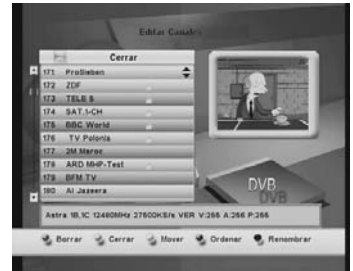 Editar Canales
Cerrar
171 ProSieben
172 ZDF
173 TELE 5
174 SAT.1-CH
175 BBC World
176 TV Polonia
177 2M Maroc
178 ARD MHP-Test
179 BFM TV
180 Al Jazeera
DVB
Astra 1B,1C 12480MHz 27500KS/s VER V:255 A:256 P:255
Borrar Cerrar Mover Ordenar Renombrar